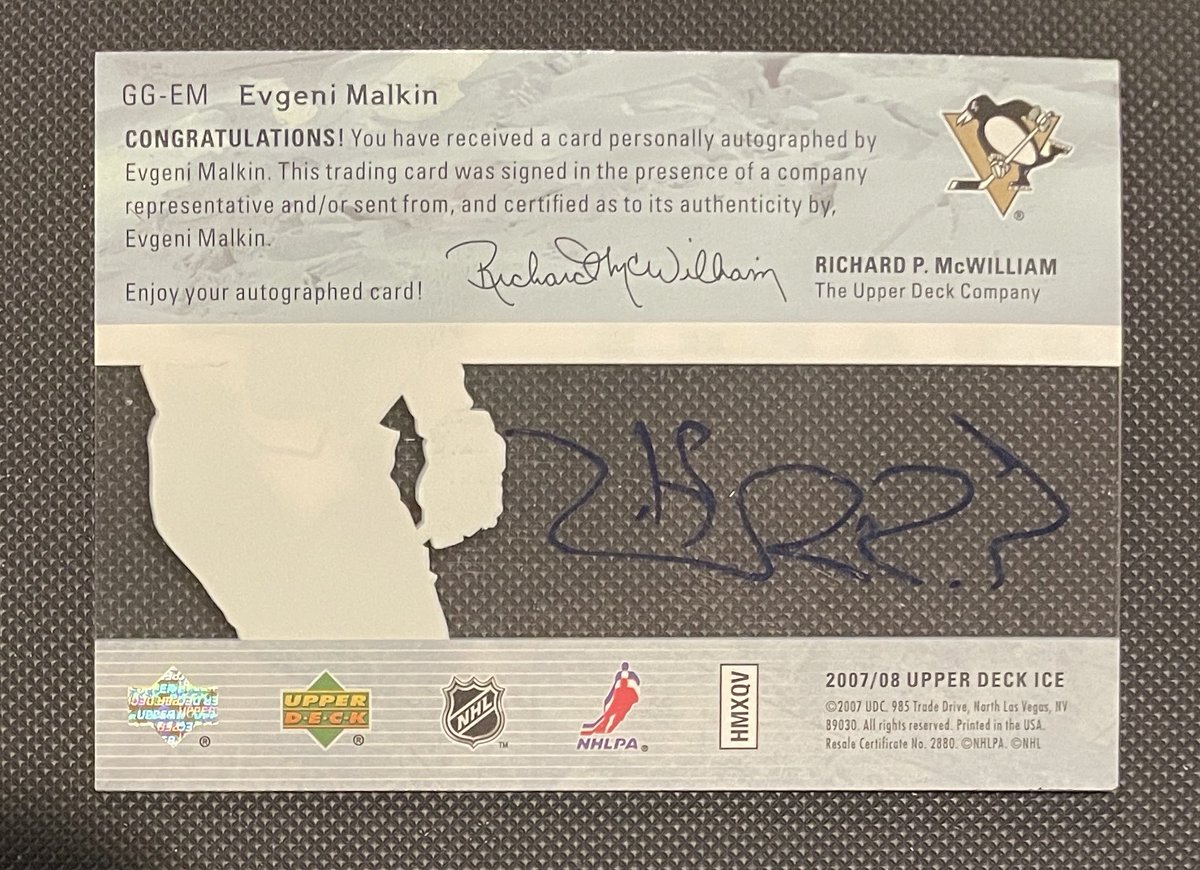 GG-EM Evgeni Malkin
CONGRATULATIONS! You have received a card personally autographed by
Evgeni Malkin. This trading card was signed in the presence of a company
representative and/or sent from, and certified as to its authenticity by,
Evgeni Malkin.
Richard McWilliam
RICHARD P. McWILLIAM
Enjoy your autographed card!
The Upper Deck Company
UPPER
DECK
®
®
®
NHL
TM
NHLPA®
HMXQV
2007/08 UPPER DECK ICE
©2007 UDC. 985 Trade Drive, North Las Vegas, NV
89030. All rights reserved. Printed in the USA.
Resale Certificate No. 2880. ©NHLPA. ©NHL